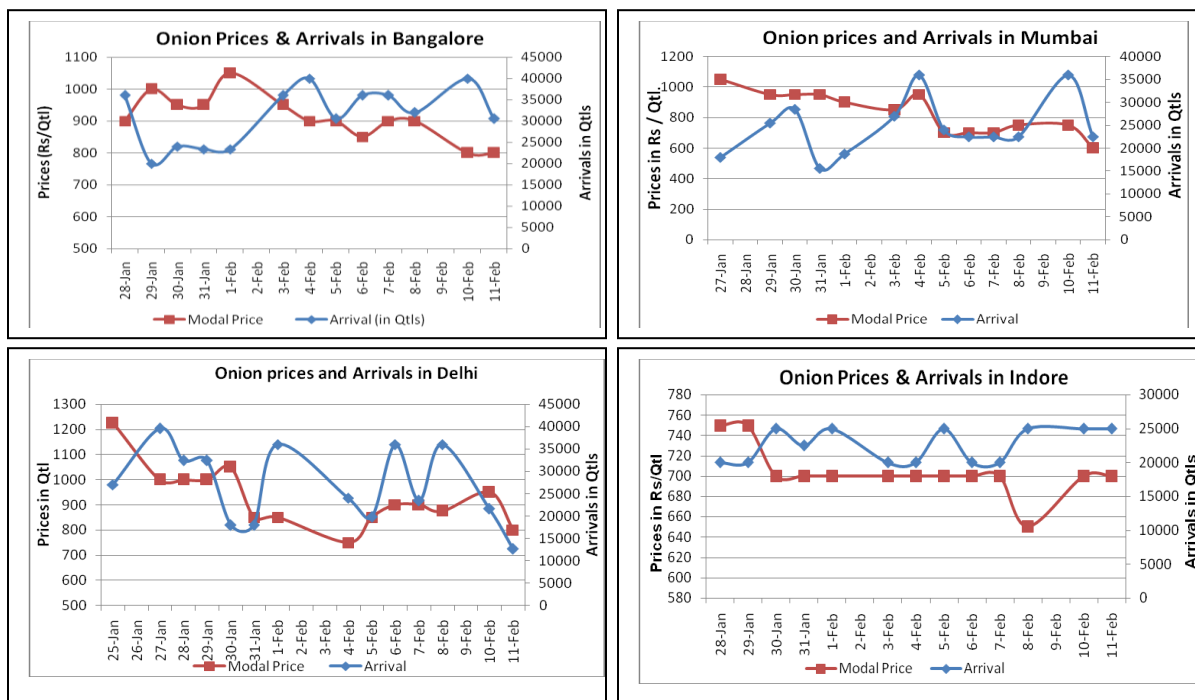 Onion Prices & Arrivals in Bangalore
Prices (Rs/Qtl)
1100
1000
900
800
700
600
500
45000
40000
35000
30000
25000
20000
15000
10000
5000
0
Arrivals in Qtls
28-Jan
29-Jan
30-Jan
31-Jan
1-Feb
2-Feb
3-Feb
4-Feb
5-Feb
6-Feb
7-Feb
8-Feb
9-Feb
10-Feb
11-Feb
Modal Price Arrival (in Qtls)
Onion prices and Arrivals in Mumbai
Prices in Rs / Qtl.
1200
1000
800
600
400
200
0
40000
35000
30000
25000
20000
15000
10000
5000
0
Arrivals in Qtls
27-Jan
28-Jan
29-Jan
30-Jan
31-Jan
1-Feb
2-Feb
3-Feb
4-Feb
5-Feb
6-Feb
7-Feb
8-Feb
9-Feb
10-Feb
11-Feb
Modal Price Arrival
Onion prices and Arrivals in Delhi
Prices in Qtl
1300
1200
1100
1000
900
800
700
600
500
45000
40000
35000
30000
25000
20000
15000
10000
5000
0
Arrivals in Qtls
25-Jan
26-Jan
27-Jan
28-Jan
29-Jan
30-Jan
31-Jan
1-Feb
2-Feb
3-Feb
4-Feb
5-Feb
6-Feb
7-Feb
8-Feb
9-Feb
10-Feb
11-Feb
Modal Price Arrival
Onion Prices & Arrivals in Indore
Prices in Rs/Qtl
780
760
740
720
700
680
660
640
620
600
580
30000
25000
20000
15000
10000
5000
0
Arrivals in Qtls
28-Jan
29-Jan
30-Jan
31-Jan
1-Feb
2-Feb
3-Feb
4-Feb
5-Feb
6-Feb
7-Feb
8-Feb
9-Feb
10-Feb
11-Feb
Modal Price Arrival